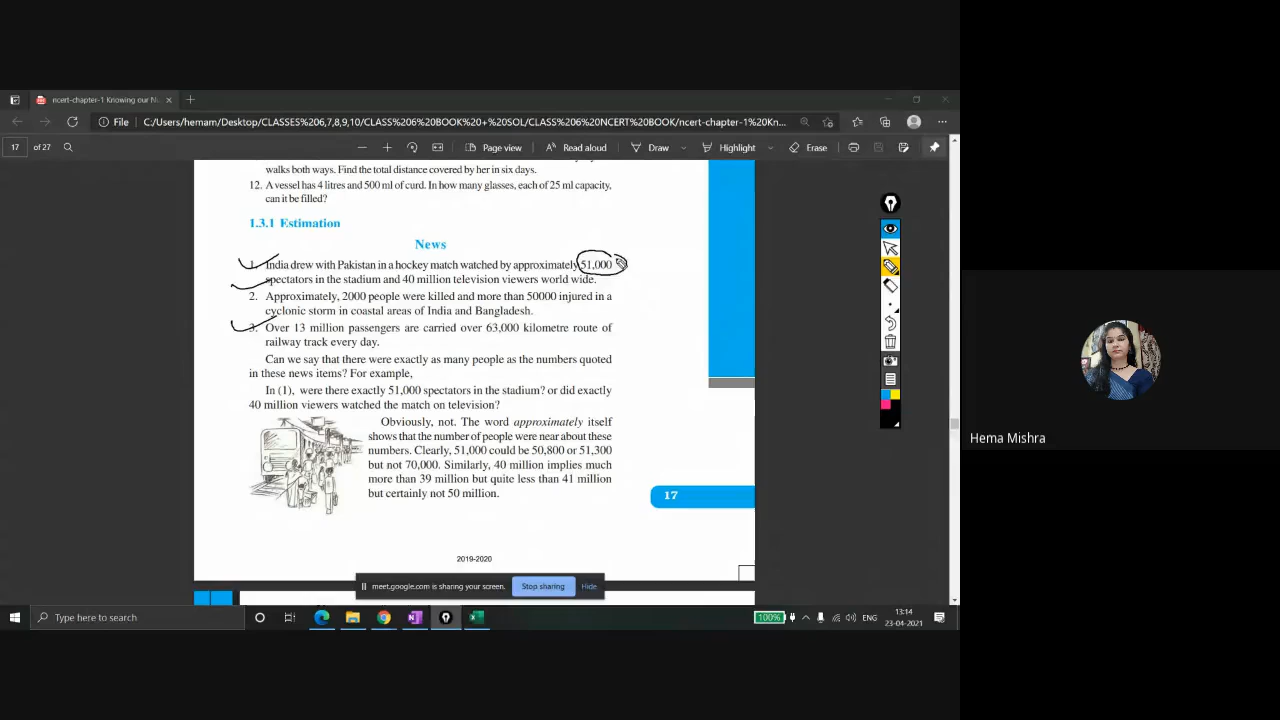 ncert-chapter-1 Knowing our Nu
File
C:/Users/hemam/Desktop/CLASSES%206,7,8,9,10/CLASS%206%20BOOK%20+%20SOL/CLASS%206%20NCERT%20BOOK/ncert-chapter-1%20Kn...
17 of 27
Page view
Read aloud
Draw
Highlight
Erase
walks both ways. Find the total distance covered by her in six days.
12. A vessel has 4 litres and 500 ml of curd. In how many glasses, each of 25 ml capacity,
can it be filled?
1.3.1 Estimation
News
1. India drew with Pakistan in a hockey match watched by approximately 51,000
spectators in the stadium and 40 million television viewers world wide.
2. Approximately, 2000 people were killed and more than 50000 injured in a
cyclonic storm in coastal areas of India and Bangladesh.
3. Over 13 million passengers are carried over 63,000 kilometre route of
railway track every day.
Can we say that there were exactly as many people as the numbers quoted
in these news items? For example,
In (1), were there exactly 51,000 spectators in the stadium? or did exactly
40 million viewers watched the match on television?
Obviously, not. The word approximately itself
shows that the number of people were near about these
numbers. Clearly, 51,000 could be 50,800 or 51,300
but not 70,000. Similarly, 40 million implies much
more than 39 million but quite less than 41 million
but certainly not 50 million.
17
2019-2020
meet.google.com is sharing your screen.
Stop sharing
Hide
Type here to search
100%
ENG
13:14
23-04-2021
Hema Mishra